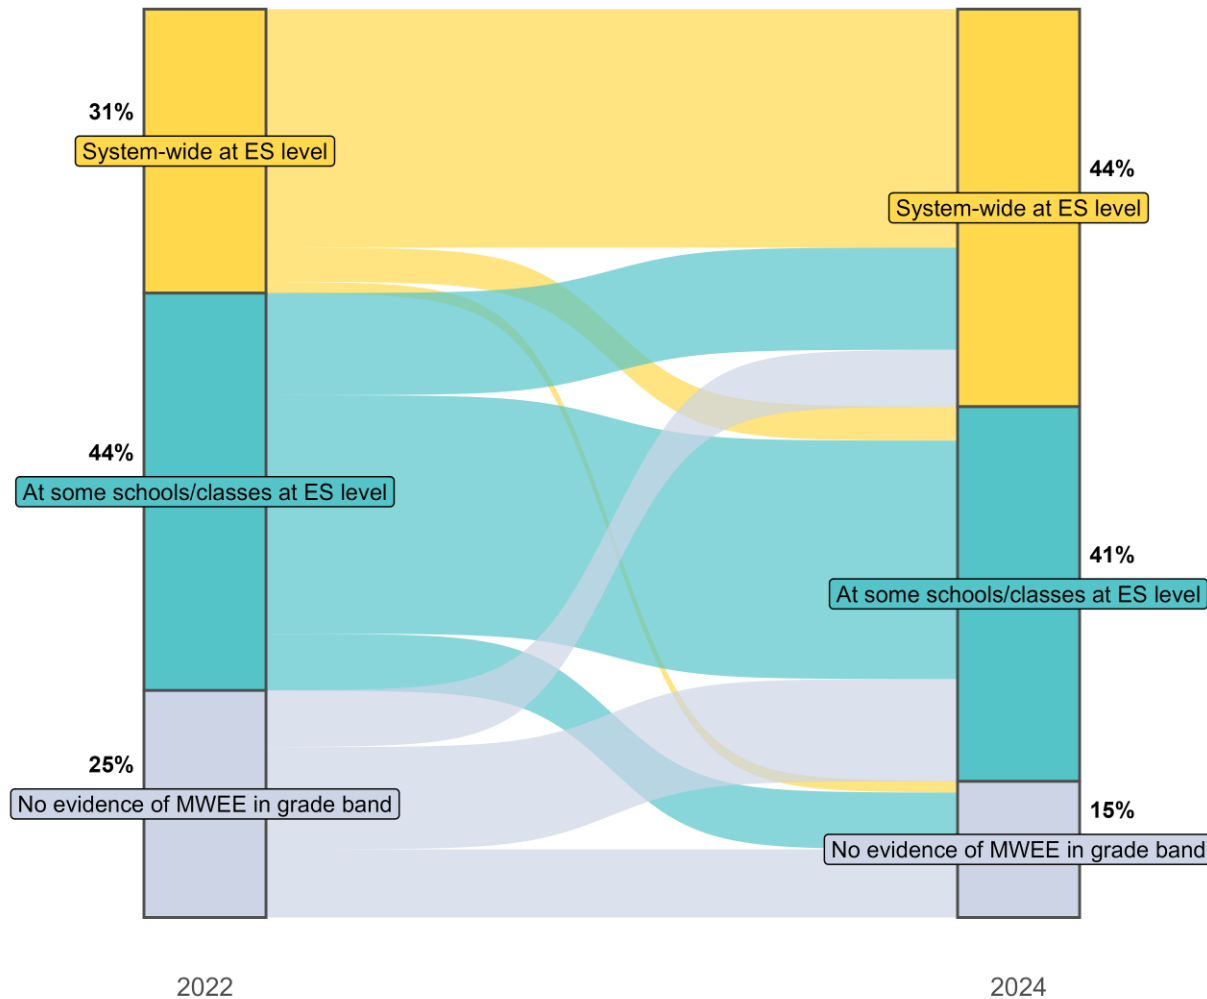 31%
System-wide at ES level
44%
At some schools/classes at ES level
25%
No evidence of MWEE in grade band
44%
System-wide at ES level
41%
At some schools/classes at ES level
15%
No evidence of MWEE in grade band
2022
2024